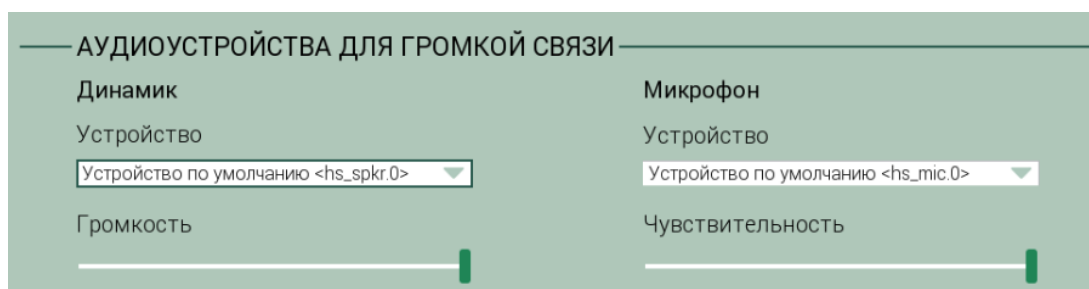 АУДИОУСТРОЙСТВА ДЛЯ ГРОМКОЙ СВЯЗИ
Динамик
Устройство
Устройство по умолчанию <hs_spkr.0>
Громкость
Микрофон
Устройство
Устройство по умолчанию <hs_mic.0>
Чувствительность